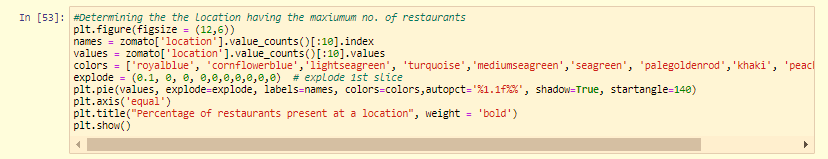 In [53]: #Determining the the Location having the maxiumum no. of restaurants
plt.figure(figsize = (12,6))
names = zomato['location'].value_counts()[:10].index
values = zomato['location'].value_counts()[:10].values
colors = ['royalblue', 'cornflowerblue','lightseagreen', 'turquoise','mediumseagreen','seagreen', 'palegoldenrod','khaki', 'peach
explode = (0.1, 0, 0, 0,0,0,0,0,0,0)  # explode 1st slice
plt.pie(values, explode=explode, labels=names, colors=colors,autopct='%1.1f%%', shadow=True, startangle=140)
plt.axis('equal')
plt.title("Percentage of restaurants present at a location", weight = 'bold')
plt.show()